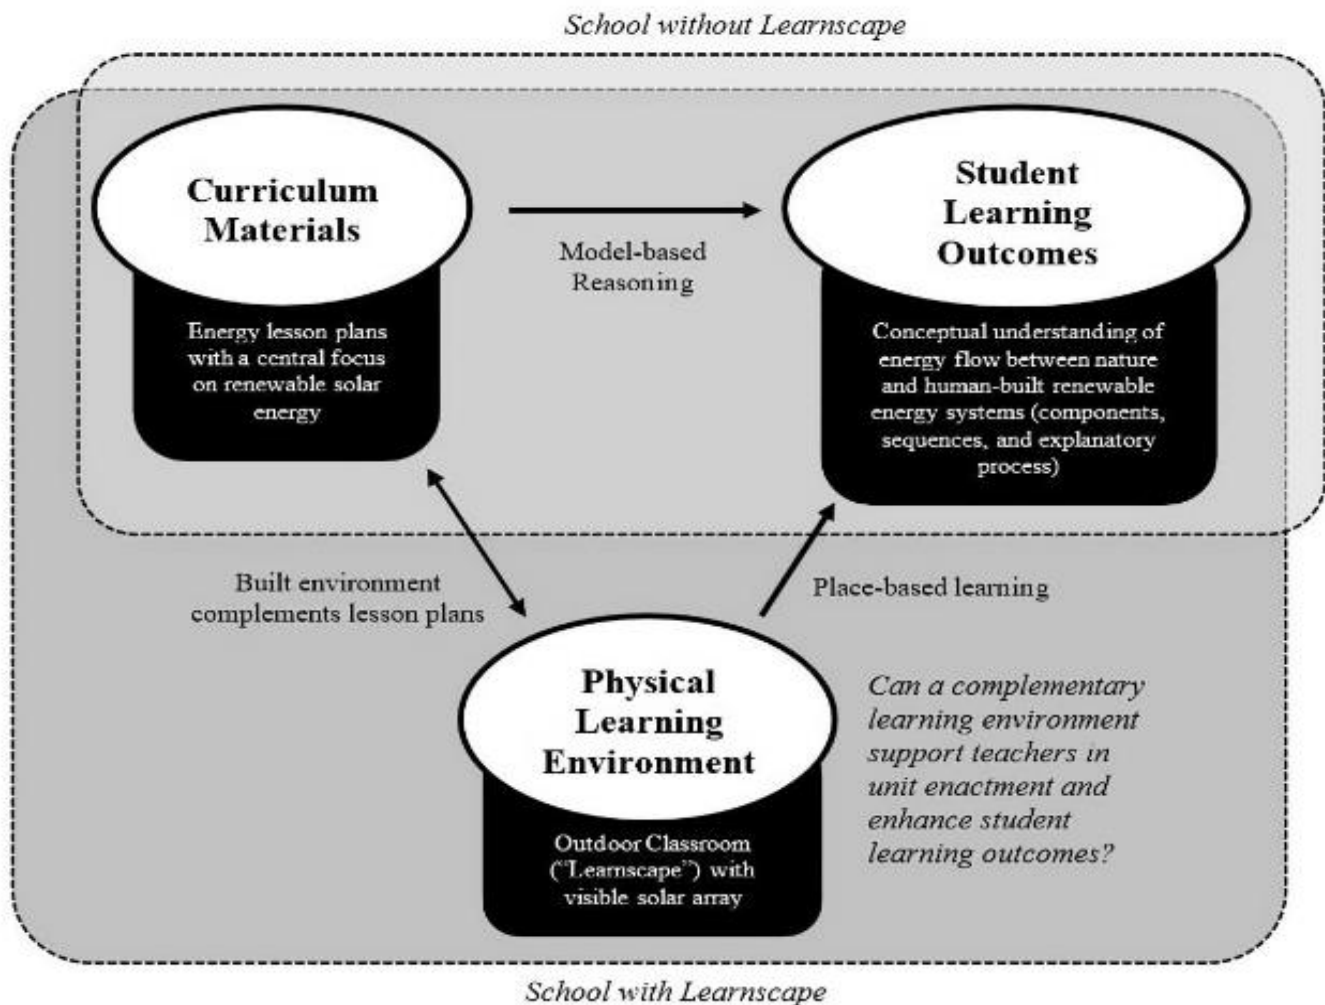 School without Learnscape
Curriculum
Materials
Energy lesson plans
with a central focus
on renewable solar
energy
Model-based
Reasoning
Student
Learning
Outcomes
Conceptual understanding of
energy flow between nature
and human-built renewable
energy systems (components,
sequences, and explanatory
process)
Built environment
complements lesson plans
Place-based learning
Physical
Learning
Environment
Outdoor Classroom
(“Learnscape”) with
visible solar array
Can a complementary
learning environment
support teachers in
unit enactment and
enhance student
learning outcomes?
School with Learnscape